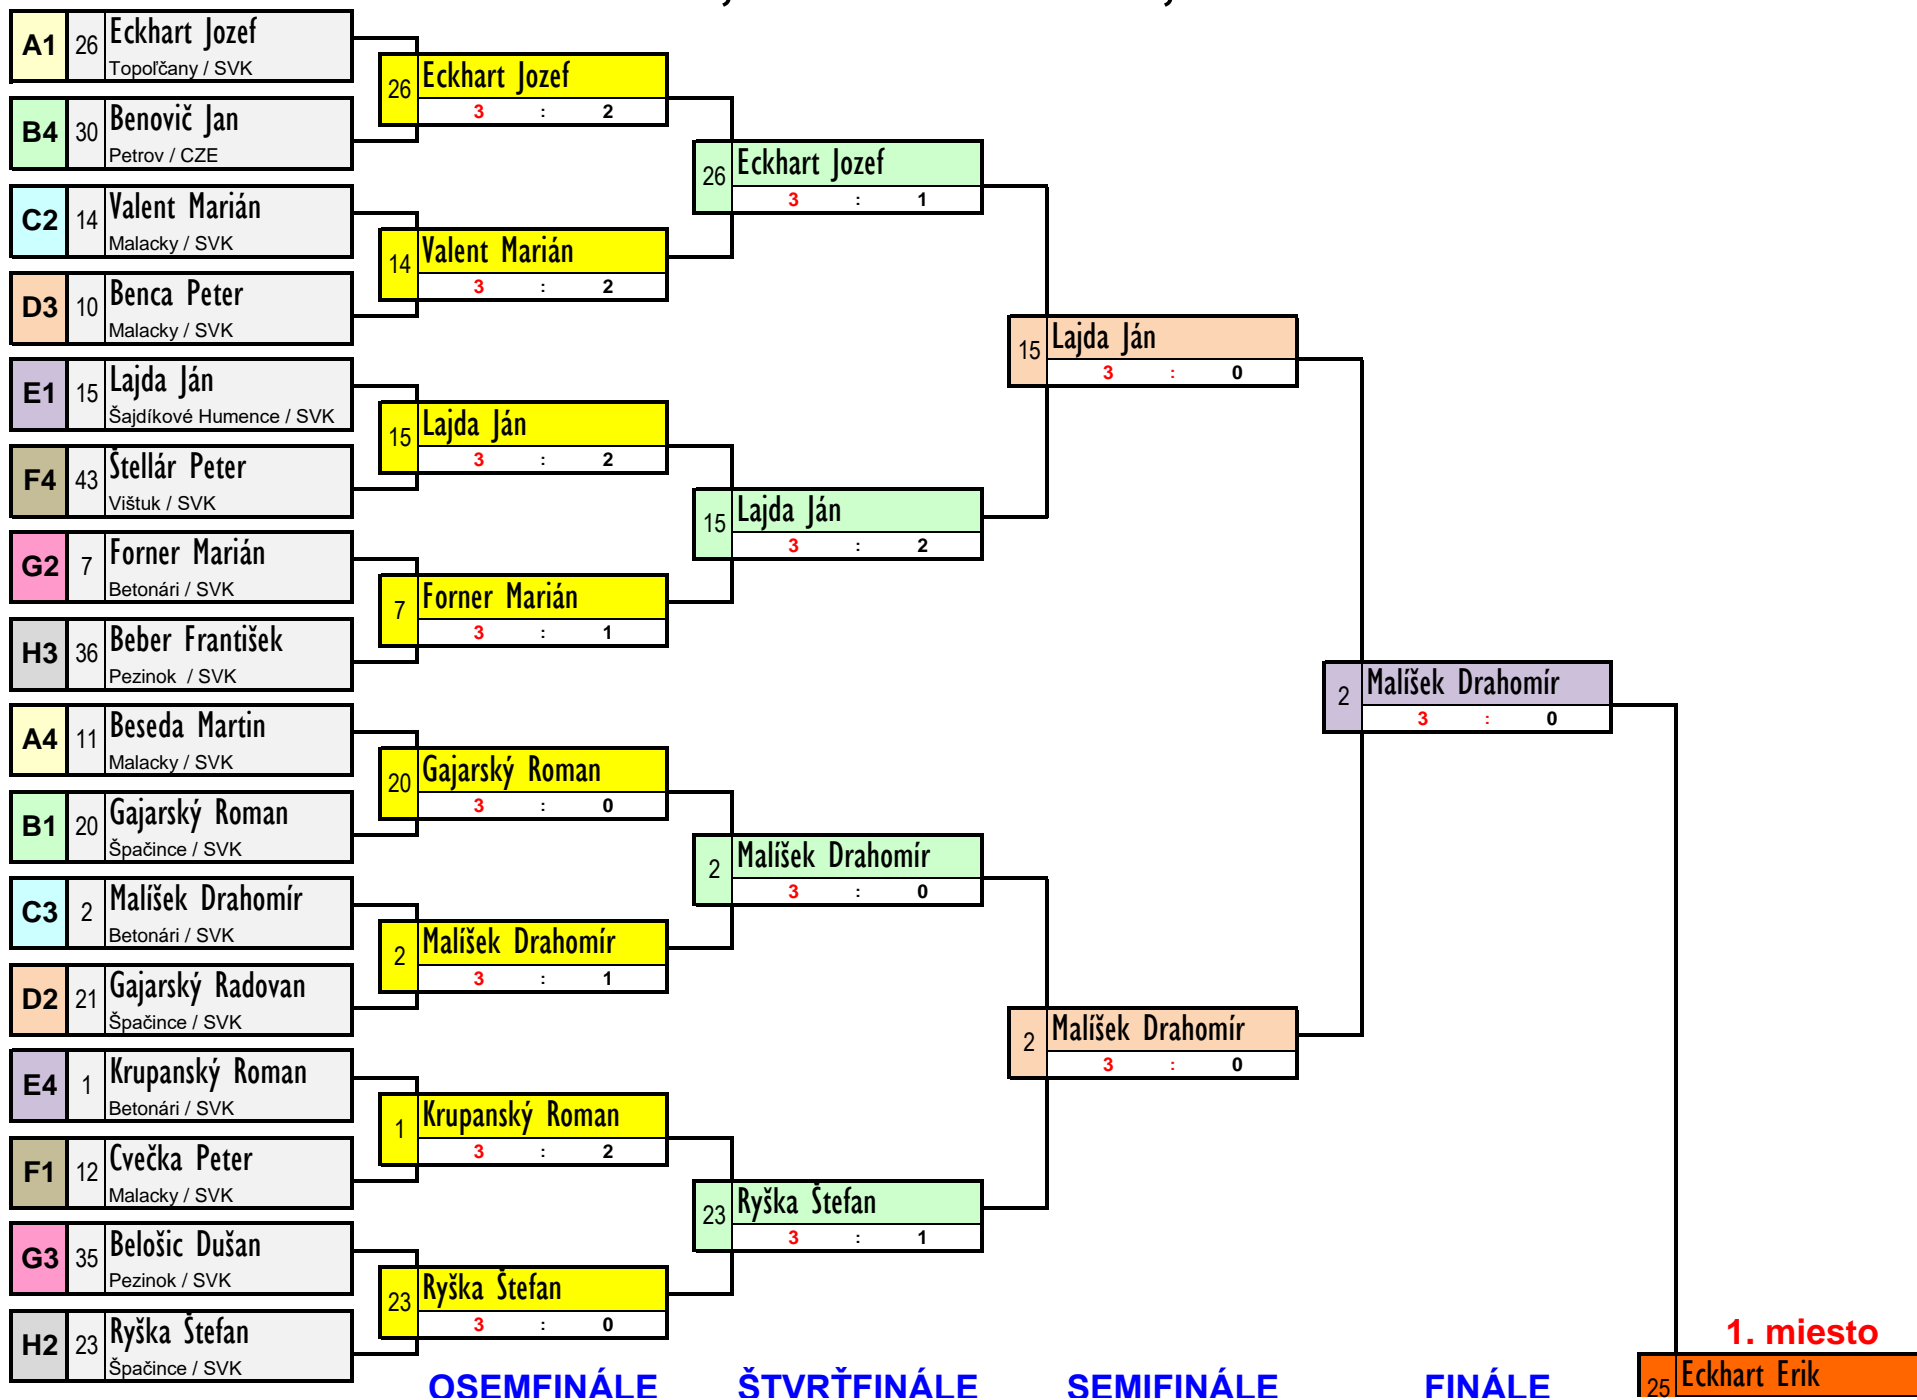 A1 26 Eckhart Jozef
Topoľčany / SVK
B4 30 Benovič Jan
Petrov / CZE
C2 14 Valent Marián
Malacky / SVK
D3 10 Benca Peter
Malacky / SVK
E1 15 Lajda Ján
Šajdíkové Humence / SVK
F4 43 Štellár Peter
Vištuk / SVK
G2 7 Forner Marián
Betonári / SVK
H3 36 Beber František
Pezinok / SVK
A4 11 Beseda Martin
Malacky / SVK
B1 20 Gajarský Roman
Špačince / SVK
C3 2 Malíšek Drahomír
Betonári / SVK
D2 21 Gajarský Radovan
Špačince / SVK
E4 1 Krupanský Roman
Betonári / SVK
F1 12 Cvečka Peter
Malacky / SVK
G3 35 Belošic Dušan
Pezinok / SVK
H2 23 Ryška Štefan
Špačince / SVK
26 Eckhart Jozef
3 : 2
14 Valent Marián
3 : 2
15 Lajda Ján
3 : 2
7 Forner Marián
3 : 1
20 Gajarský Roman
3 : 0
2 Malíšek Drahomír
3 : 1
1 Krupanský Roman
3 : 2
23 Ryška Štefan
3 : 0
OSEMFINÁLE
26 Eckhart Jozef
3 : 1
15 Lajda Ján
3 : 2
2 Malíšek Drahomír
3 : 0
23 Ryška Štefan
3 : 1
ŠTVRŤFINÁLE
15 Lajda Ján
3 : 0
2 Malíšek Drahomír
3 : 0
SEMIFINÁLE
2 Malíšek Drahomír
3 : 0
FINÁLE
1. miesto
25 Eckhart Erik